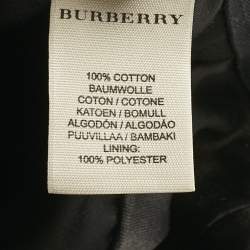 BURBERRY
100% COTTON
BAUMWOLLE
COTON / COTONE
KATOEN / BOMULL
ALGODÓN / ALGODÃO
PUUVILLAA / BAMBAKI
LINING:
100% POLYESTER